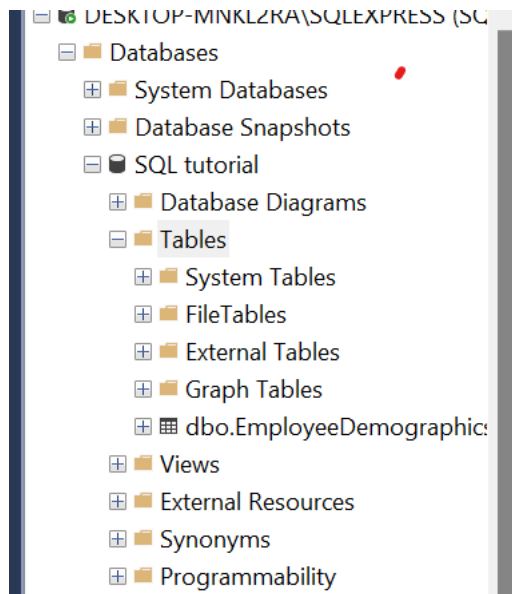 DESKTOP-MNKL2RA\SQLEXPRESS (SQ
Databases
System Databases
Database Snapshots
SQL tutorial
Database Diagrams
Tables
System Tables
FileTables
External Tables
Graph Tables
dbo.EmployeeDemographics
Views
External Resources
Synonyms
Programmability